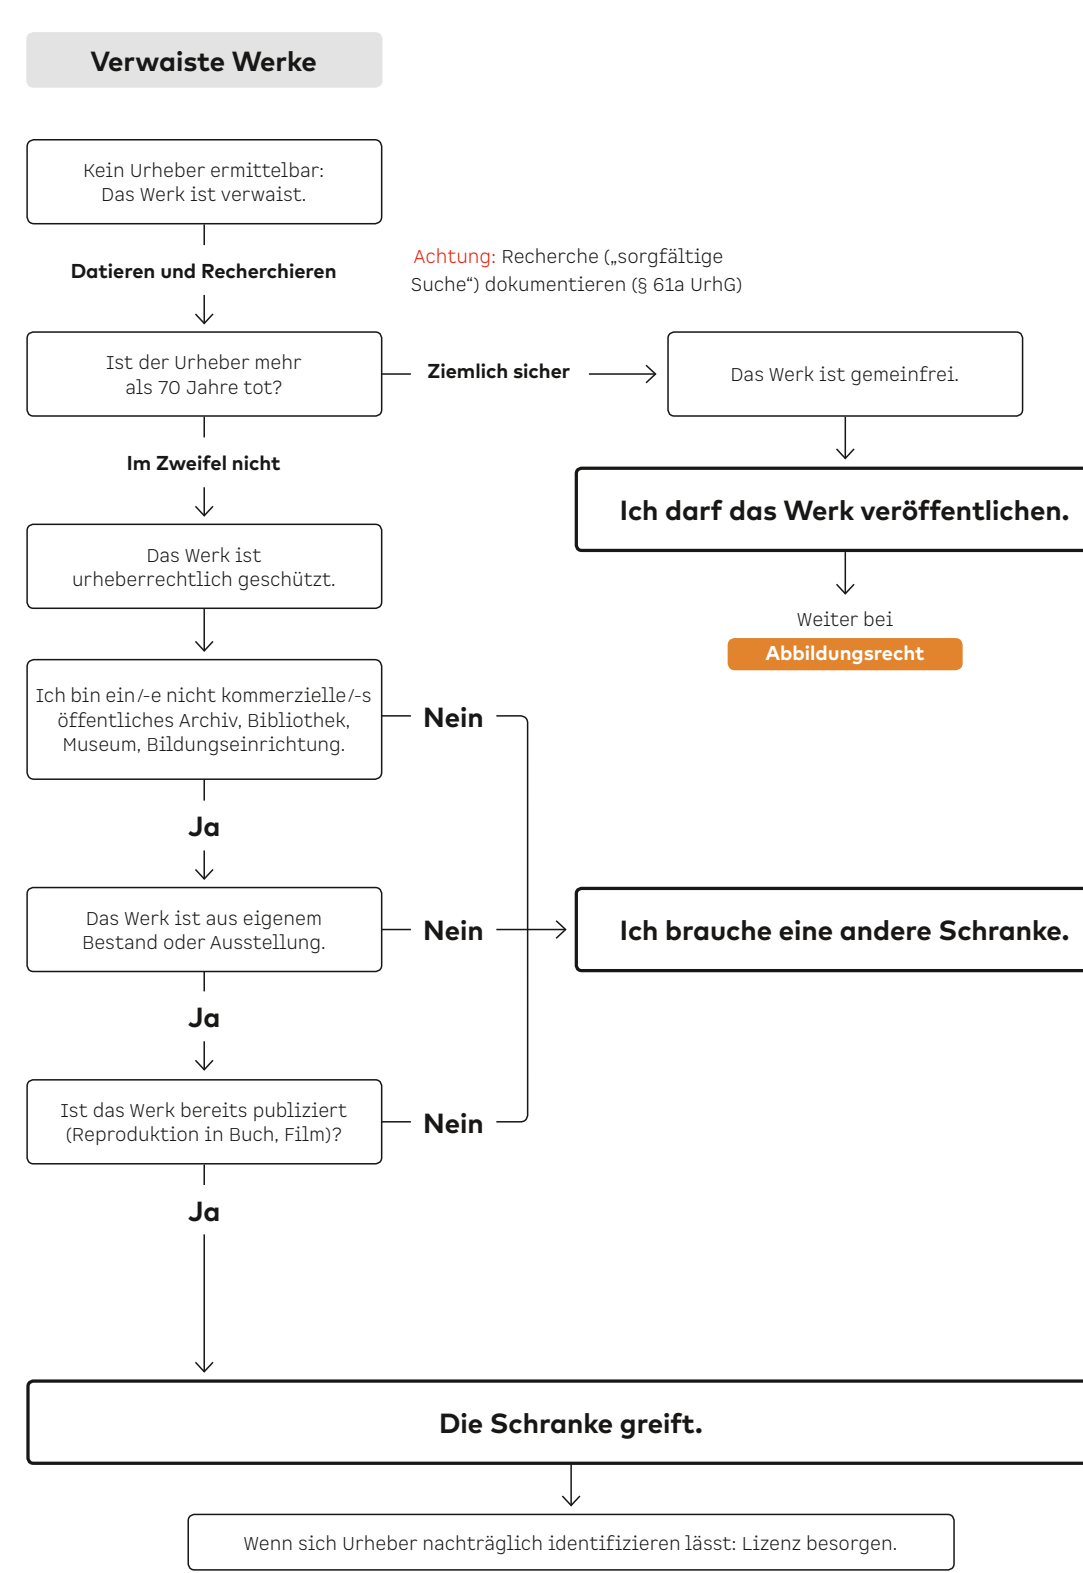 Verwaiste Werke
Kein Urheber ermittelbar:
Das Werk ist verwaist.
Datieren und Recherchieren
Achtung: Recherche („sorgfältige
Suche“) dokumentieren (§ 61a UrhG)
Ist der Urheber mehr
als 70 Jahre tot?
Ziemlich sicher
Das Werk ist gemeinfrei.
Im Zweifel nicht
Ich darf das Werk veröffentlichen.
Das Werk ist
urheberrechtlich geschützt.
Weiter bei
Abbildungsrecht
Ich bin ein/-e nicht kommerzielle/-s
öffentliches Archiv, Bibliothek,
Museum, Bildungseinrichtung.
Nein
Ja
Das Werk ist aus eigenem
Bestand oder Ausstellung.
Nein
Ich brauche eine andere Schranke.
Ja
Ist das Werk bereits publiziert
(Reproduktion in Buch, Film)?
Nein
Ja
Die Schranke greift.
Wenn sich Urheber nachträglich identifizieren lässt: Lizenz besorgen.